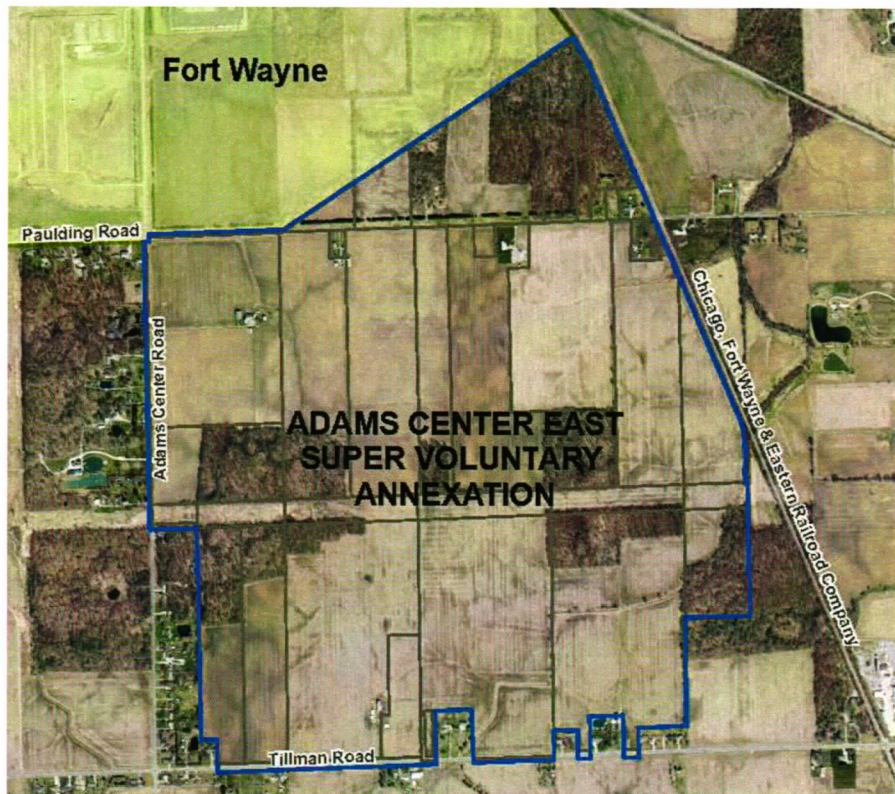 Fort Wayne
Paulding Road
Adams Center Road
Chicago, Fort Wayne & Eastern Railroad Company
ADAMS CENTER EAST
SUPER VOLUNTARY
ANNEXATION
Tillman Road